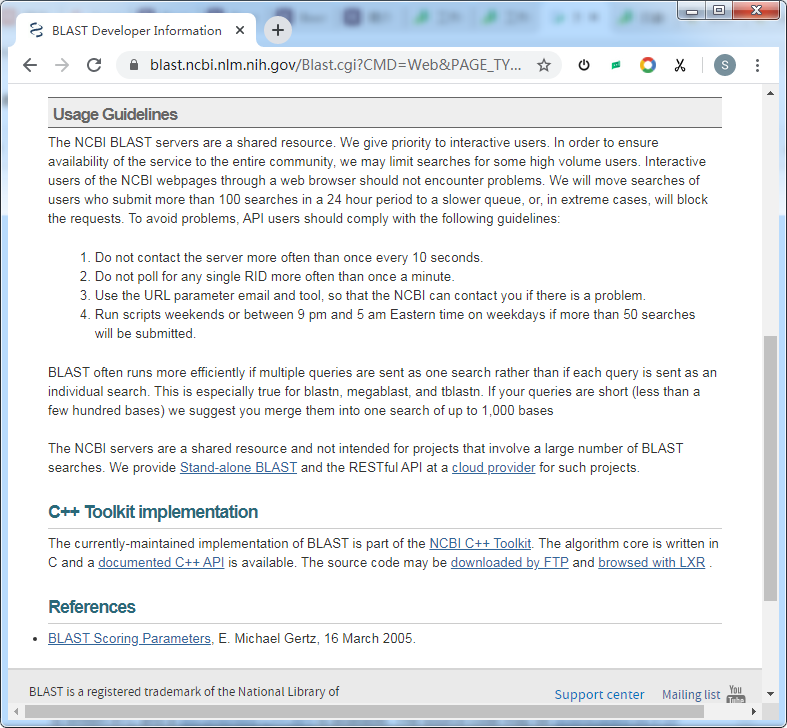 BLAST Developer Information
blast.ncbi.nlm.nih.gov/Blast.cgi?CMD=Web&PAGE_TY...
S
Usage Guidelines
The NCBI BLAST servers are a shared resource. We give priority to interactive users. In order to ensure
availability of the service to the entire community, we may limit searches for some high volume users. Interactive
users of the NCBI webpages through a web browser should not encounter problems. We will move searches of
users who submit more than 100 searches in a 24 hour period to a slower queue, or, in extreme cases, will block
the requests. To avoid problems, API users should comply with the following guidelines:
1. Do not contact the server more often than once every 10 seconds.
2. Do not poll for any single RID more often than once a minute.
3. Use the URL parameter email and tool, so that the NCBI can contact you if there is a problem.
4. Run scripts weekends or between 9 pm and 5 am Eastern time on weekdays if more than 50 searches
will be submitted.
BLAST often runs more efficiently if multiple queries are sent as one search rather than if each query is sent as an
individual search. This is especially true for blastn, megablast, and tblastn. If your queries are short (less than a
few hundred bases) we suggest you merge them into one search of up to 1,000 bases
The NCBI servers are a shared resource and not intended for projects that involve a large number of BLAST
searches. We provide Stand-alone BLAST and the RESTful API at a cloud provider for such projects.
C++ Toolkit implementation
The currently-maintained implementation of BLAST is part of the NCBI C++ Toolkit. The algorithm core is written in
C and a documented C++ API is available. The source code may be downloaded by FTP and browsed with LXR .
References
• BLAST Scoring Parameters, E. Michael Gertz, 16 March 2005.
BLAST is a registered trademark of the National Library of
Support center Mailing list You
Tube